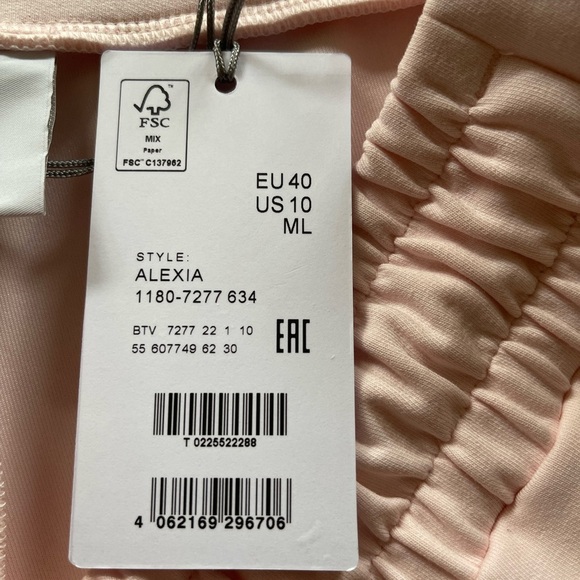 FSC
MIX
Paper
FSC™ C137962
EU 40
US 10
ML
STYLE:
ALEXIA
1180-7277 634
BTV 7277 22 1 10
55 607749 62 30
EAC
T 0225522288
4 062169 296706